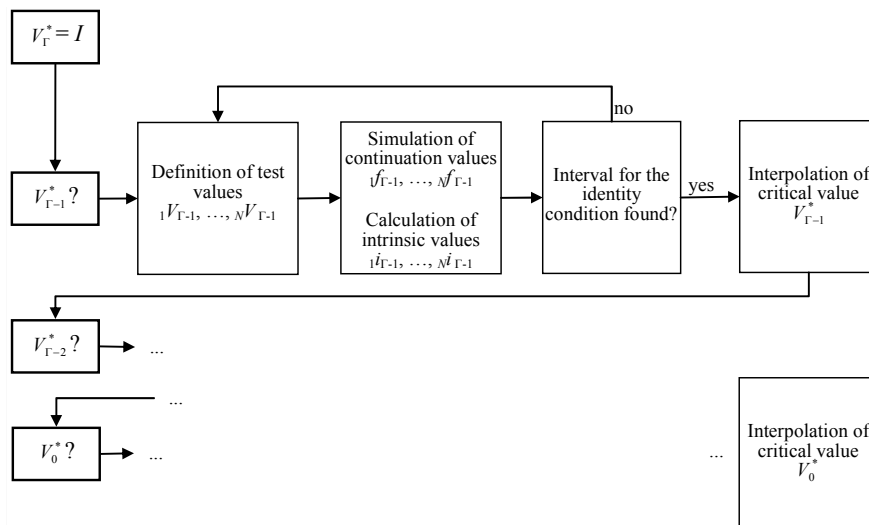 V*Γ = I
no
V*Γ−1 ?
Definition of test
values
1VΓ-1, …, NVΓ-1
Simulation of
continuation values
1fΓ-1, …, NfΓ-1
Calculation of
intrinsic values
1iΓ-1, …, NiΓ-1
Interval for the
identity
condition found?
yes
Interpolation of
critical value
V*Γ−1
V*Γ−2 ?
...
...
V*0 ?
...
...
Interpolation of
critical value
V*0